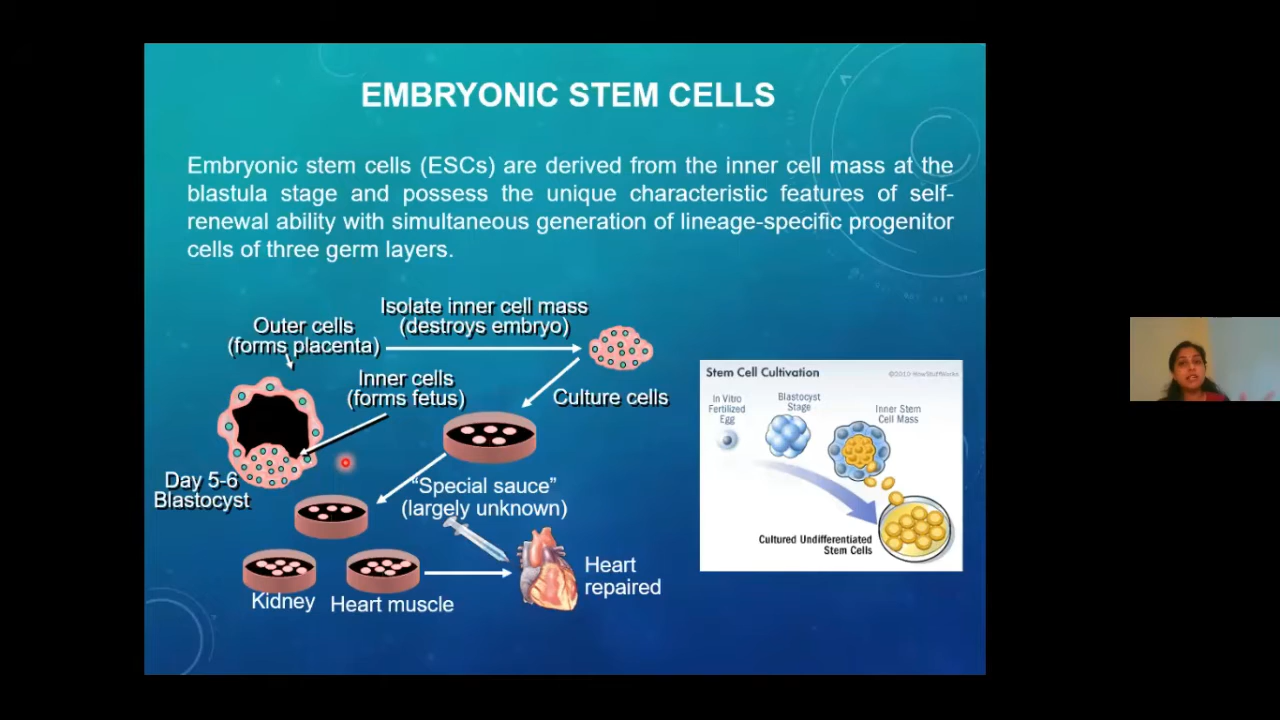 EMBRYONIC STEM CELLS
Embryonic stem cells (ESCs) are derived from the inner cell mass at the
blastula stage and possess the unique characteristic features of self-
renewal ability with simultaneous generation of lineage-specific progenitor
cells of three germ layers.
Isolate inner cell mass
(destroys embryo)
Outer cells
(forms placenta)
Inner cells
(forms fetus)
Culture cells
Day 5-6
Blastocyst
“Special sauce”
(largely unknown)
Heart
repaired
Kidney
Heart muscle
Stem Cell Cultivation
©2010 HowStuffWorks
In Vitro
Fertilized
Egg
Blastocyst
Stage
Inner Stem
Cell Mass
Cultured Undifferentiated
Stem Cells